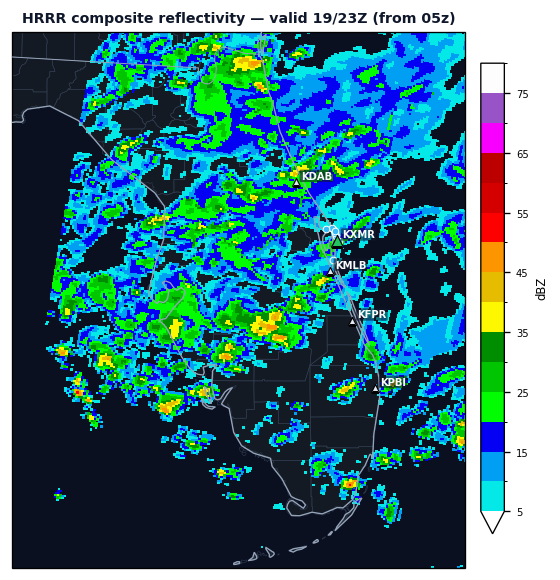 HRRR composite reflectivity — valid 19/23Z (from 05z)
KDAB
KXMR
KMLB
KFPR
KPBI
75
65
55
45
35
25
15
5
dBZ